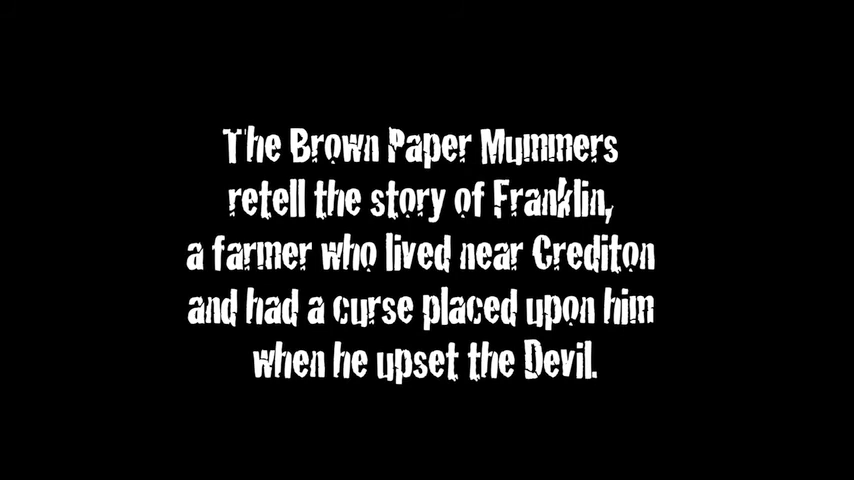 The Brown Paper Mummers
retell the story of Franklin,
a farmer who lived near Crediton
and had a curse placed upon him
when he upset the Devil.